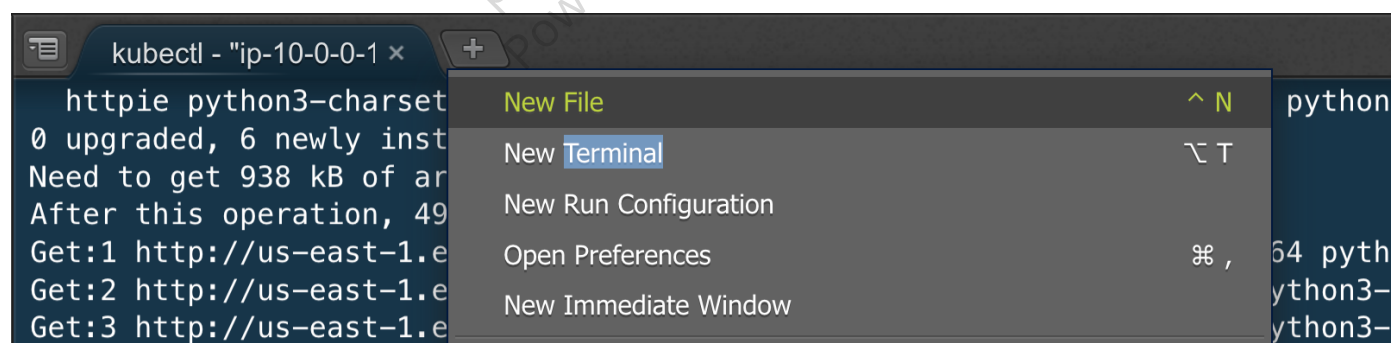 Pow
kubectl - "ip-10-0-0-1 × +
httpie python3-charset
0 upgraded, 6 newly inst
Need to get 938 kB of ar
After this operation, 49
Get:1 http://us-east-1.e
Get:2 http://us-east-1.e
Get:3 http://us-east-1.e
New File ^ N
New Terminal ⌥ T
New Run Configuration
Open Preferences ⌘ ,
New Immediate Window
python
64 pyth
ython3-
ython3-